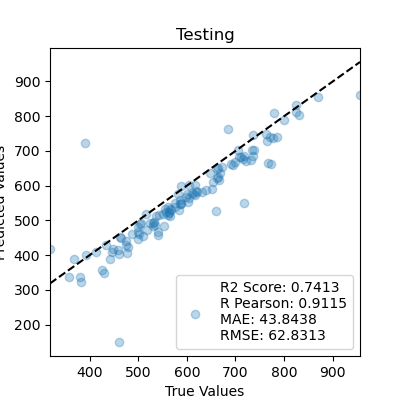 Testing
900
800
700
600
500
400
300
200
Values
R2 Score: 0.7413
R Pearson: 0.9115
MAE: 43.8438
RMSE: 62.8313
400 500 600 700 800 900
True Values